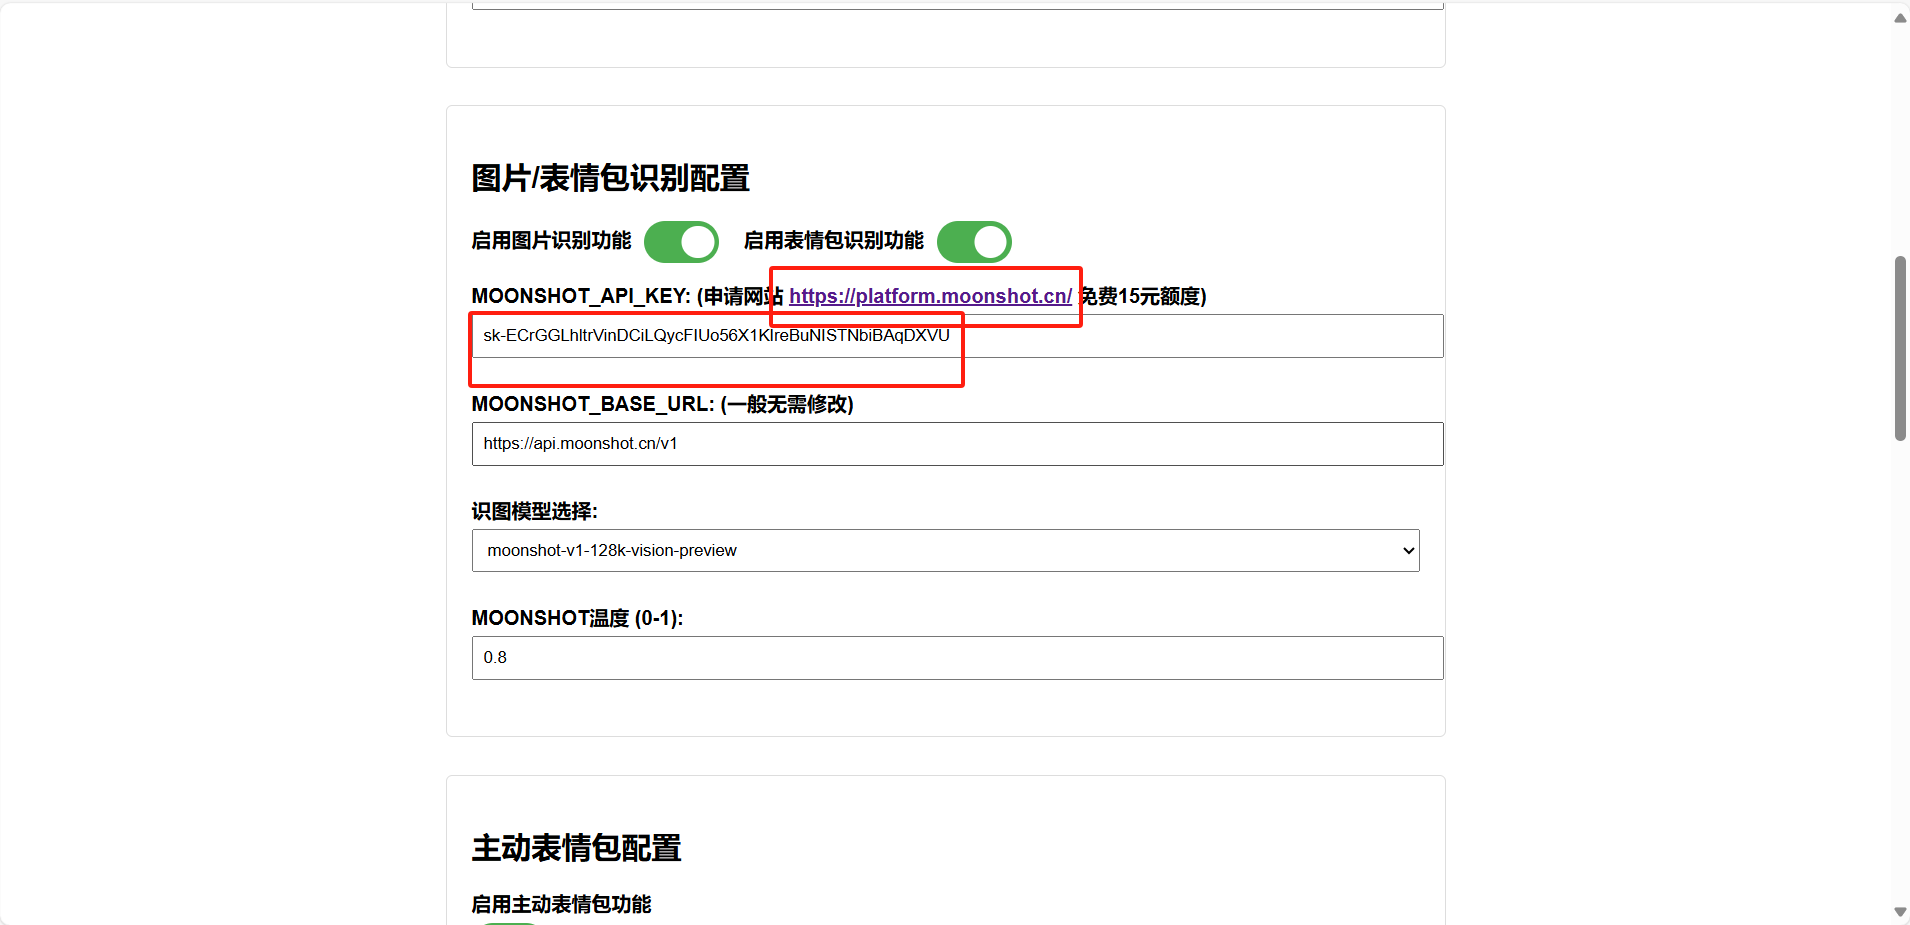 图片/表情包识别配置
启用图片识别功能 启用表情包识别功能
MOONSHOT_API_KEY: (申请网站 https://platform.moonshot.cn/ 免费15元额度)
MOONSHOT_BASE_URL: (一般无需修改)
https://api.moonshot.cn/v1
识图模型选择:
moonshot-v1-128k-vision-preview
MOONSHOT温度 (0-1):
0.8
主动表情包配置
启用主动表情包功能